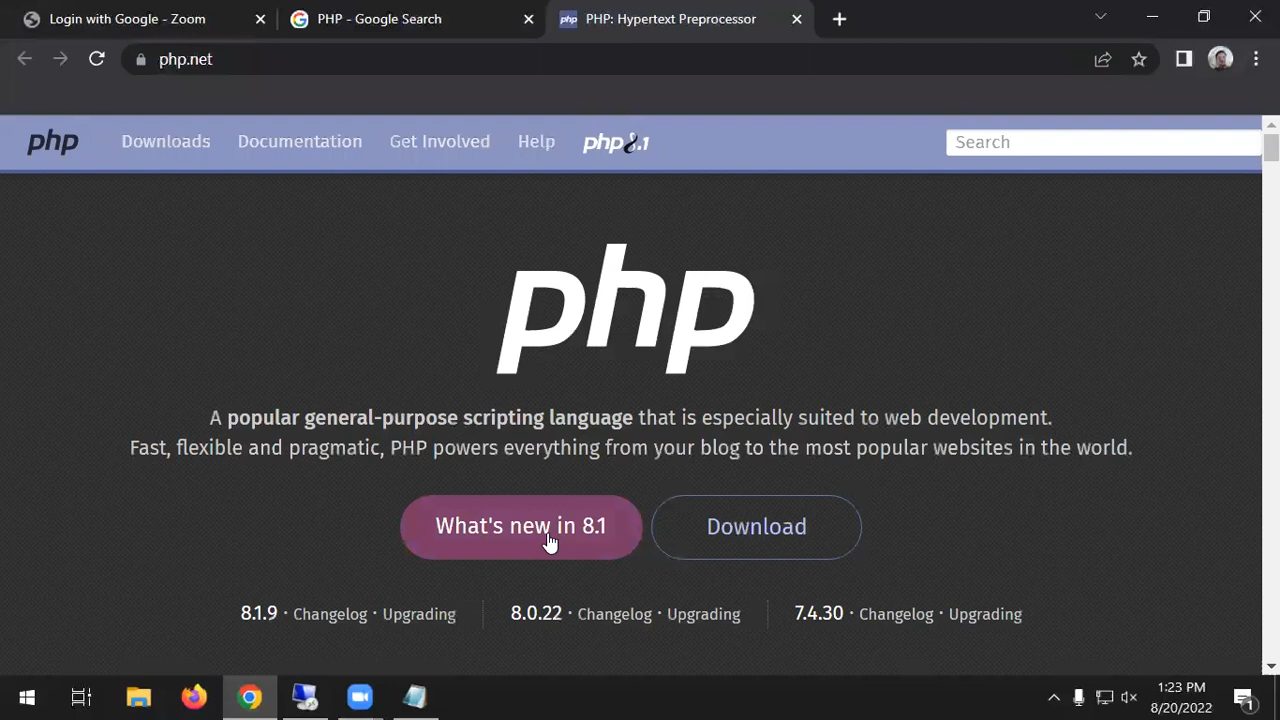 Login with Google - Zoom
PHP - Google Search
php PHP: Hypertext Preprocessor
php.net
php Downloads Documentation Get Involved Help php8.1 Search
php
A popular general-purpose scripting language that is especially suited to web development.
Fast, flexible and pragmatic, PHP powers everything from your blog to the most popular websites in the world.
What's new in 8.1 Download
8.1.9 · Changelog · Upgrading 8.0.22 · Changelog · Upgrading 7.4.30 · Changelog · Upgrading
1:23 PM
8/20/2022
1